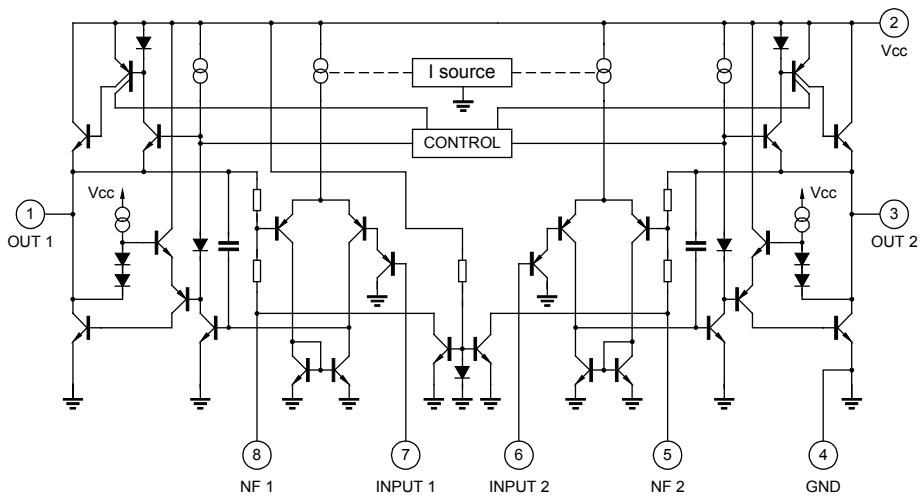 2
Vcc
I source
CONTROL
Vcc
Vcc
1
3
OUT 1
OUT 2
8
7
6
5
4
NF 1
INPUT 1
INPUT 2
NF 2
GND